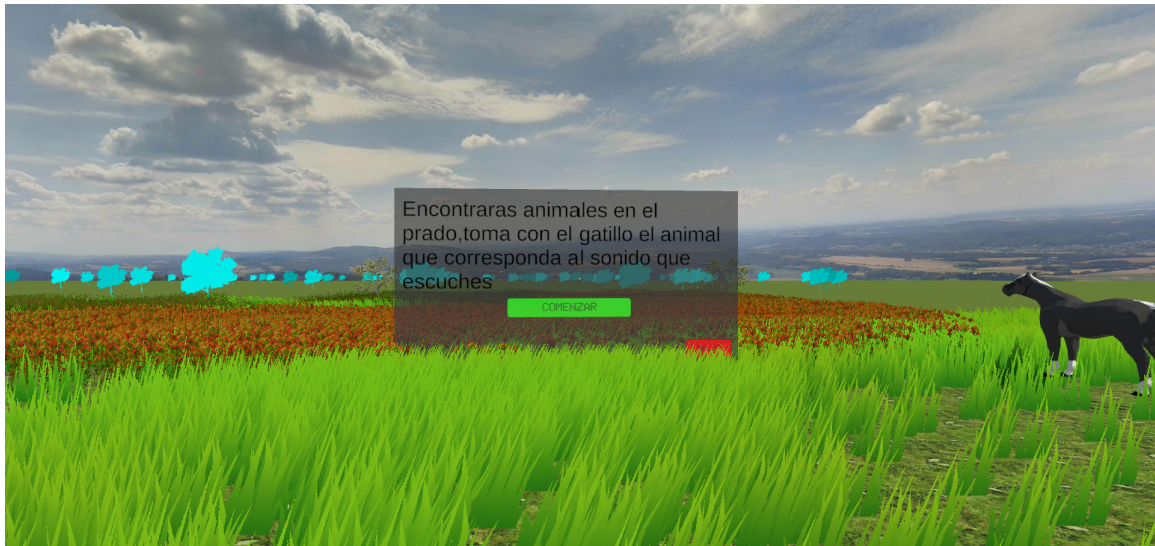 Encontraras animales en el
prado,toma con el gatillo el animal
que corresponda al sonido que
escuches
COMENZAR